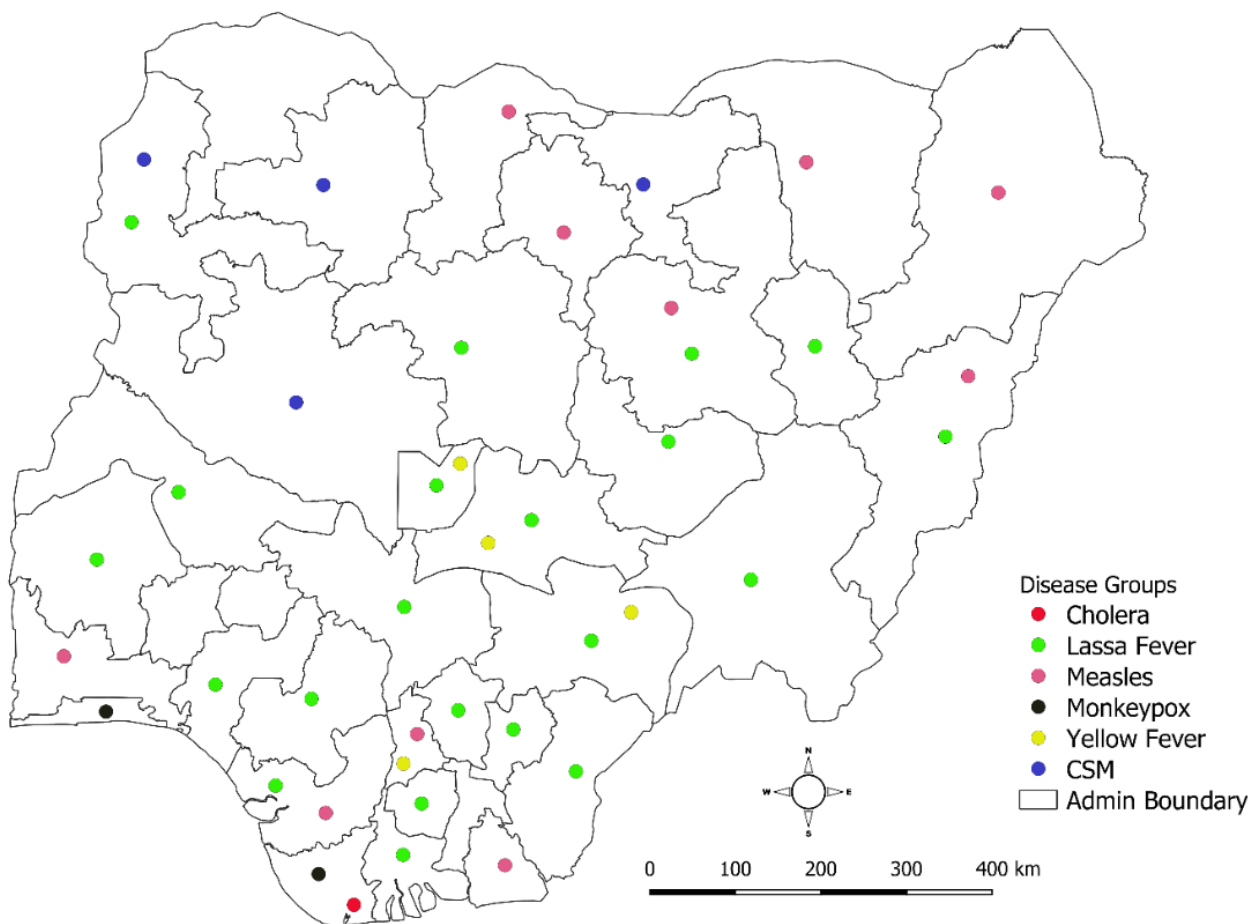 Disease Groups
Cholera
Lassa Fever
Measles
Monkeypox
Yellow Fever
CSM
Admin Boundary
N
W E
S
0 100 200 300 400 km